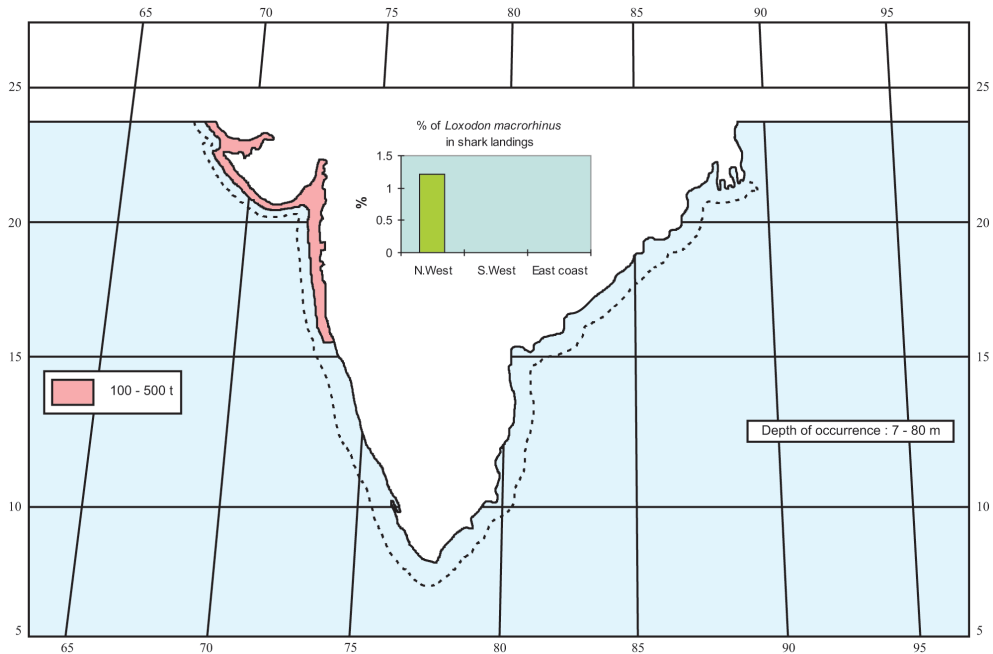 65 70 75 80 85 90 95
25 25
% of Loxodon macrorhinus
in shark landings
1.5
1
%
0.5
0
N.West S.West East coast
20 20
15 15
100 - 500 t
Depth of occurrence : 7 - 80 m
10 10
5 5
65 70 75 80 85 90 95